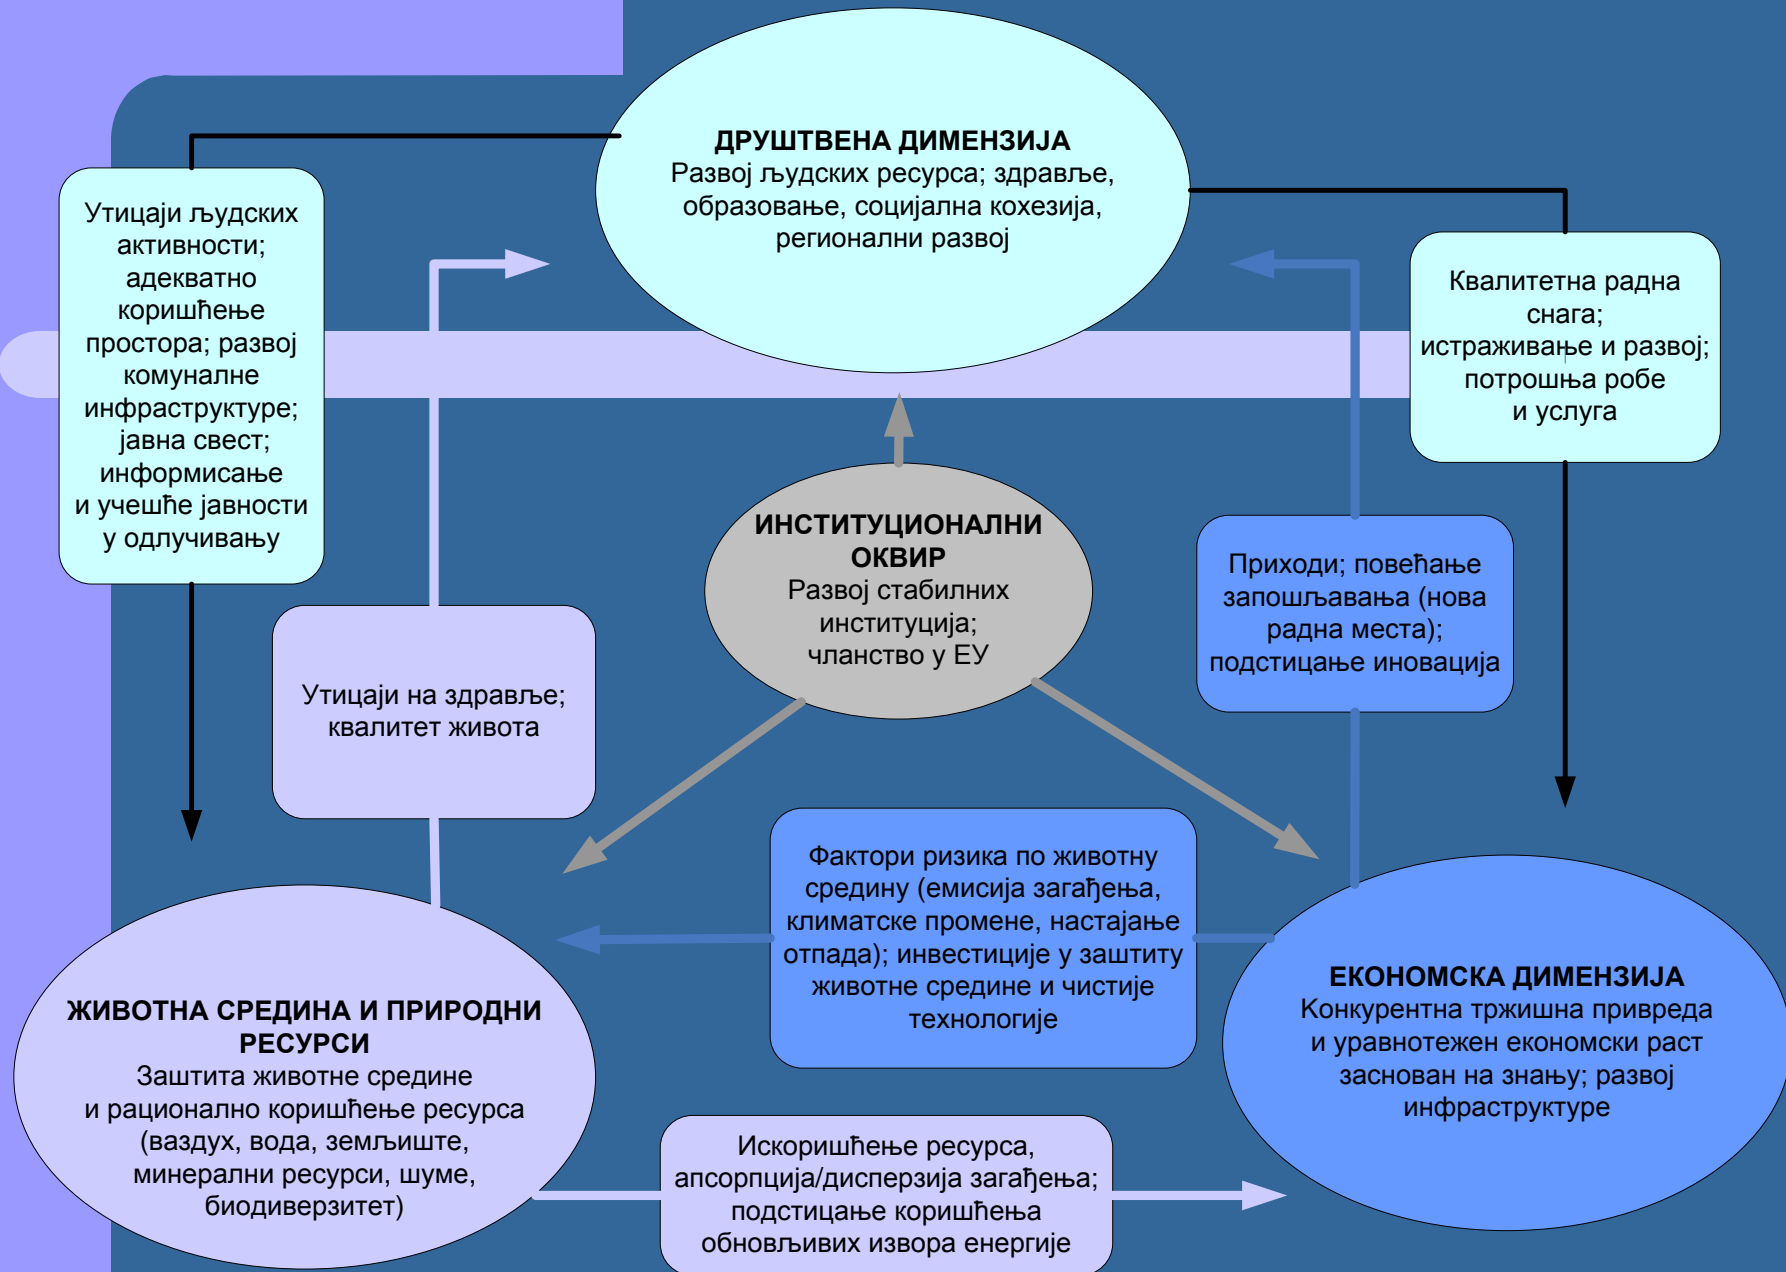 ДРУШТВЕНА ДИМЕНЗИЈА
Развој људских ресурса; здравље,
образовање, социјална кохезија,
регионални развој
Утицаји људских
активности;
адекватно
коришћење
простора; развој
комуналне
инфраструктуре;
јавна свест;
информисање
и учешће јавности
у одлучивању
Квалитетна радна
снага;
истраживање и развој;
потрошња робе
и услуга
ИНСТИТУЦИОНАЛНИ
ОКВИР
Развој стабилних
институција;
чланство у ЕУ
Приходи; повећање
запошљавања (нова
радна места);
подстицање иновација
Утицаји на здравље;
квалитет живота
Фактори ризика по животну
средину (емисија загађења,
климатске промене, настајање
отпада); инвестиције у заштиту
животне средине и чистије
технологије
ЖИВОТНА СРЕДИНА И ПРИРОДНИ
РЕСУРСИ
Заштита животне средине
и рационално коришћење ресурса
(ваздух, вода, земљиште,
минерални ресурси, шуме,
биодиверзитет)
ЕКОНОМСКА ДИМЕНЗИЈА
Конкурентна тржишна привреда
и уравнотежен економски раст
заснован на знању; развој
инфраструктуре
Искоришћење ресурса,
апсорпција/дисперзија загађења;
подстицање коришћења
обновљивих извора енергије